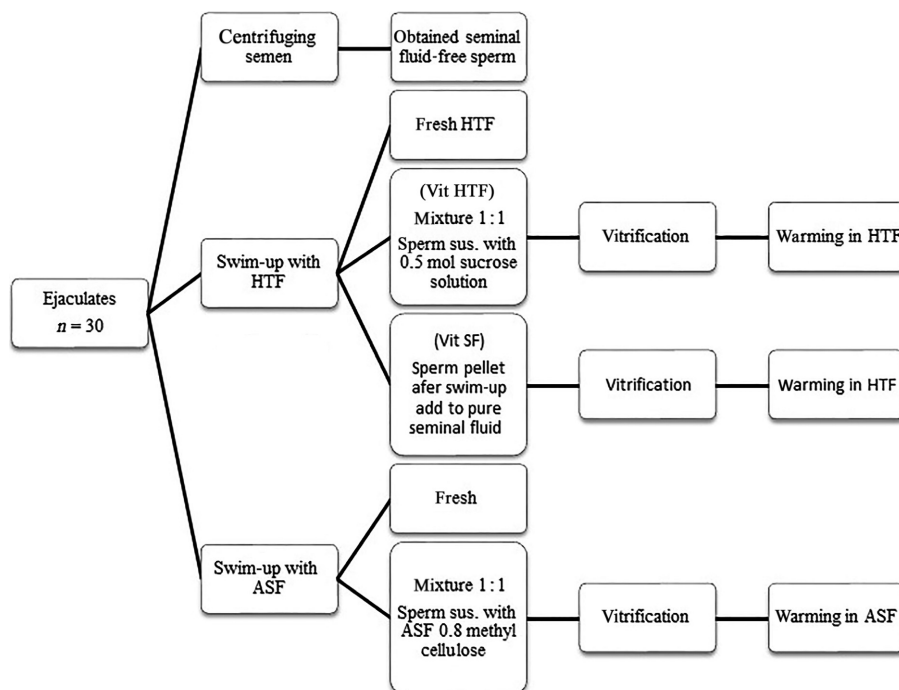 Centrifuging
semen
Obtained seminal
fluid-free sperm
Fresh HTF
(Vit HTF)
Mixture 1 : 1
Sperm sus. with
0.5 mol sucrose
solution
Vitrification
Warming in HTF
Swim-up with
HTF
Ejaculates
n = 30
(Vit SF)
Sperm pellet
afer swim-up
add to pure
seminal fluid
Vitrification
Warming in HTF
Fresh
Swim-up with
ASF
Mixture 1 : 1
Sperm sus. with
ASF 0.8 methyl
cellulose
Vitrification
Warming in ASF